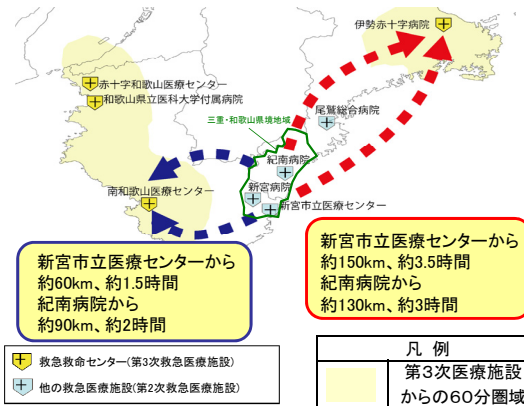 伊勢赤十字病院
赤十字和歌山医療センター
和歌山県立医科大学付属病院
尾鷲総合病院
三重・和歌山県境地域
紀南病院
南和歌山医療センター
新宮病院
新宮市立医療センター
新宮市立医療センターから
約60km、約1.5時間
紀南病院から
約90km、約2時間
新宮市立医療センターから
約150km、約3.5時間
紀南病院から
約130km、約3時間
救急救命センター(第3次救急医療施設)
他の救急医療施設(第2次救急医療施設)
凡 例
第3次医療施設
からの60分圏域